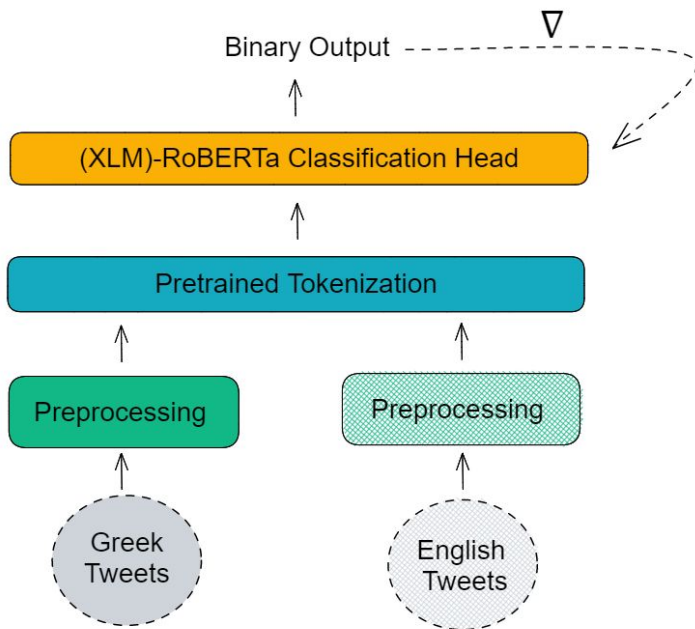 Binary Output
∇
(XLM)-RoBERTa Classification Head
Pretrained Tokenization
Preprocessing
Preprocessing
Greek
Tweets
English
Tweets